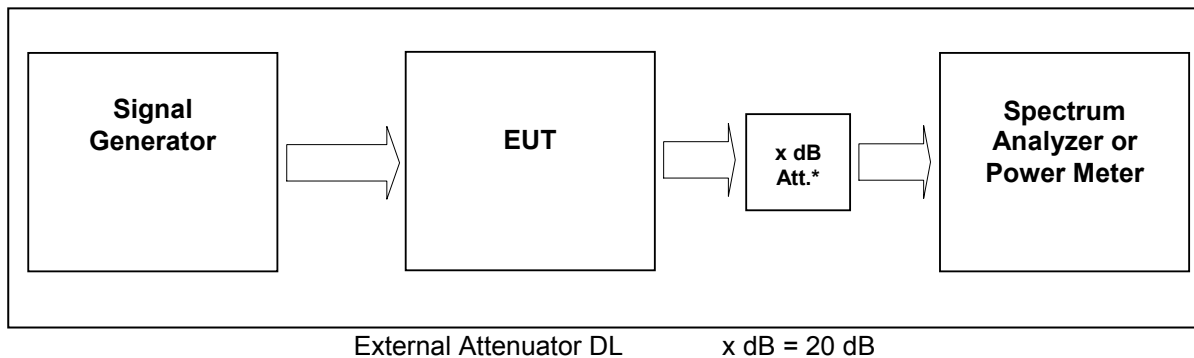 Signal
Generator
EUT
x dB
Att.*
Spectrum
Analyzer or
Power Meter
External Attenuator DL x dB = 20 dB